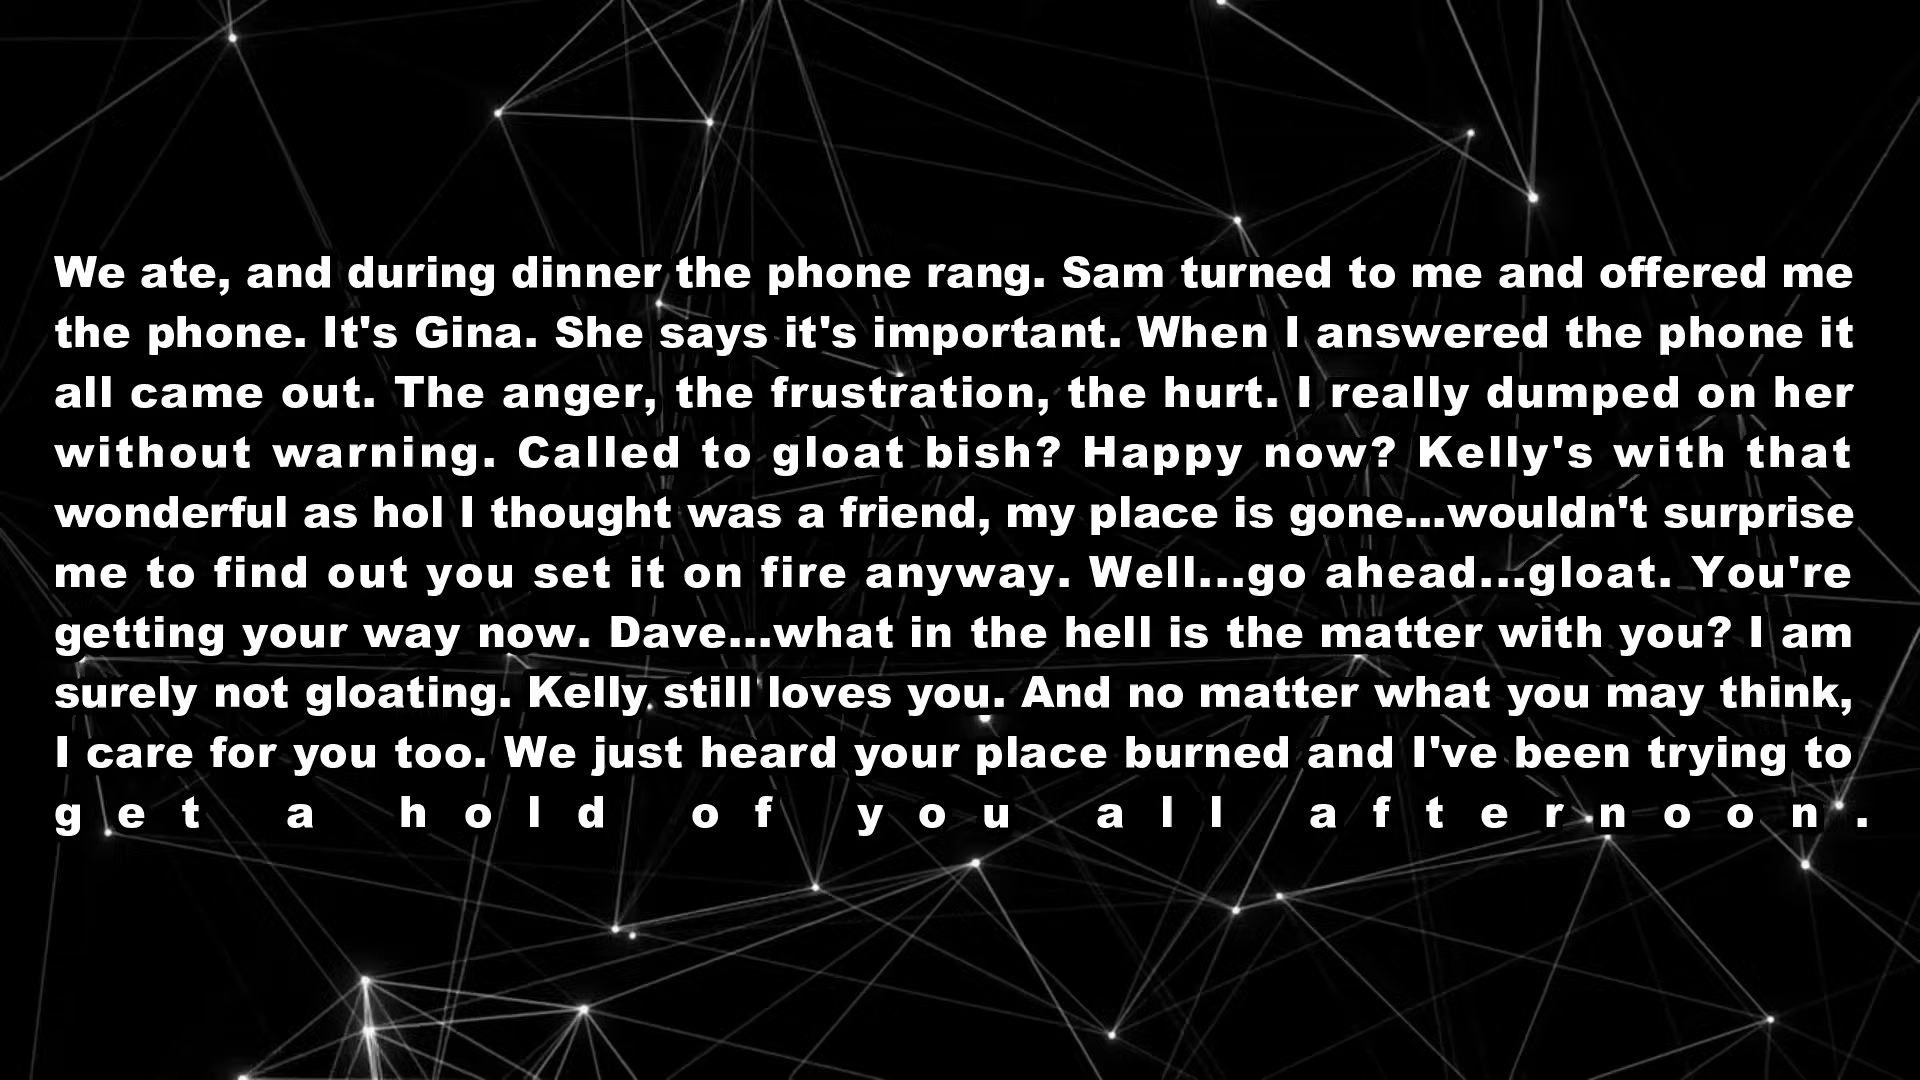 We ate, and during dinner the phone rang. Sam turned to me and offered me
the phone. It's Gina. She says it's important. When I answered the phone it
all came out. The anger, the frustration, the hurt. I really dumped on her
without warning. Called to gloat bish? Happy now? Kelly's with that
wonderful as hol I thought was a friend, my place is gone...wouldn't surprise
me to find out you set it on fire anyway. Well...go ahead...gloat. You're
getting your way now. Dave...what in the hell is the matter with you? I am
surely not gloating. Kelly still loves you. And no matter what you may think,
I care for you too. We just heard your place burned and I've been trying to
get a hold of you all afternoon.